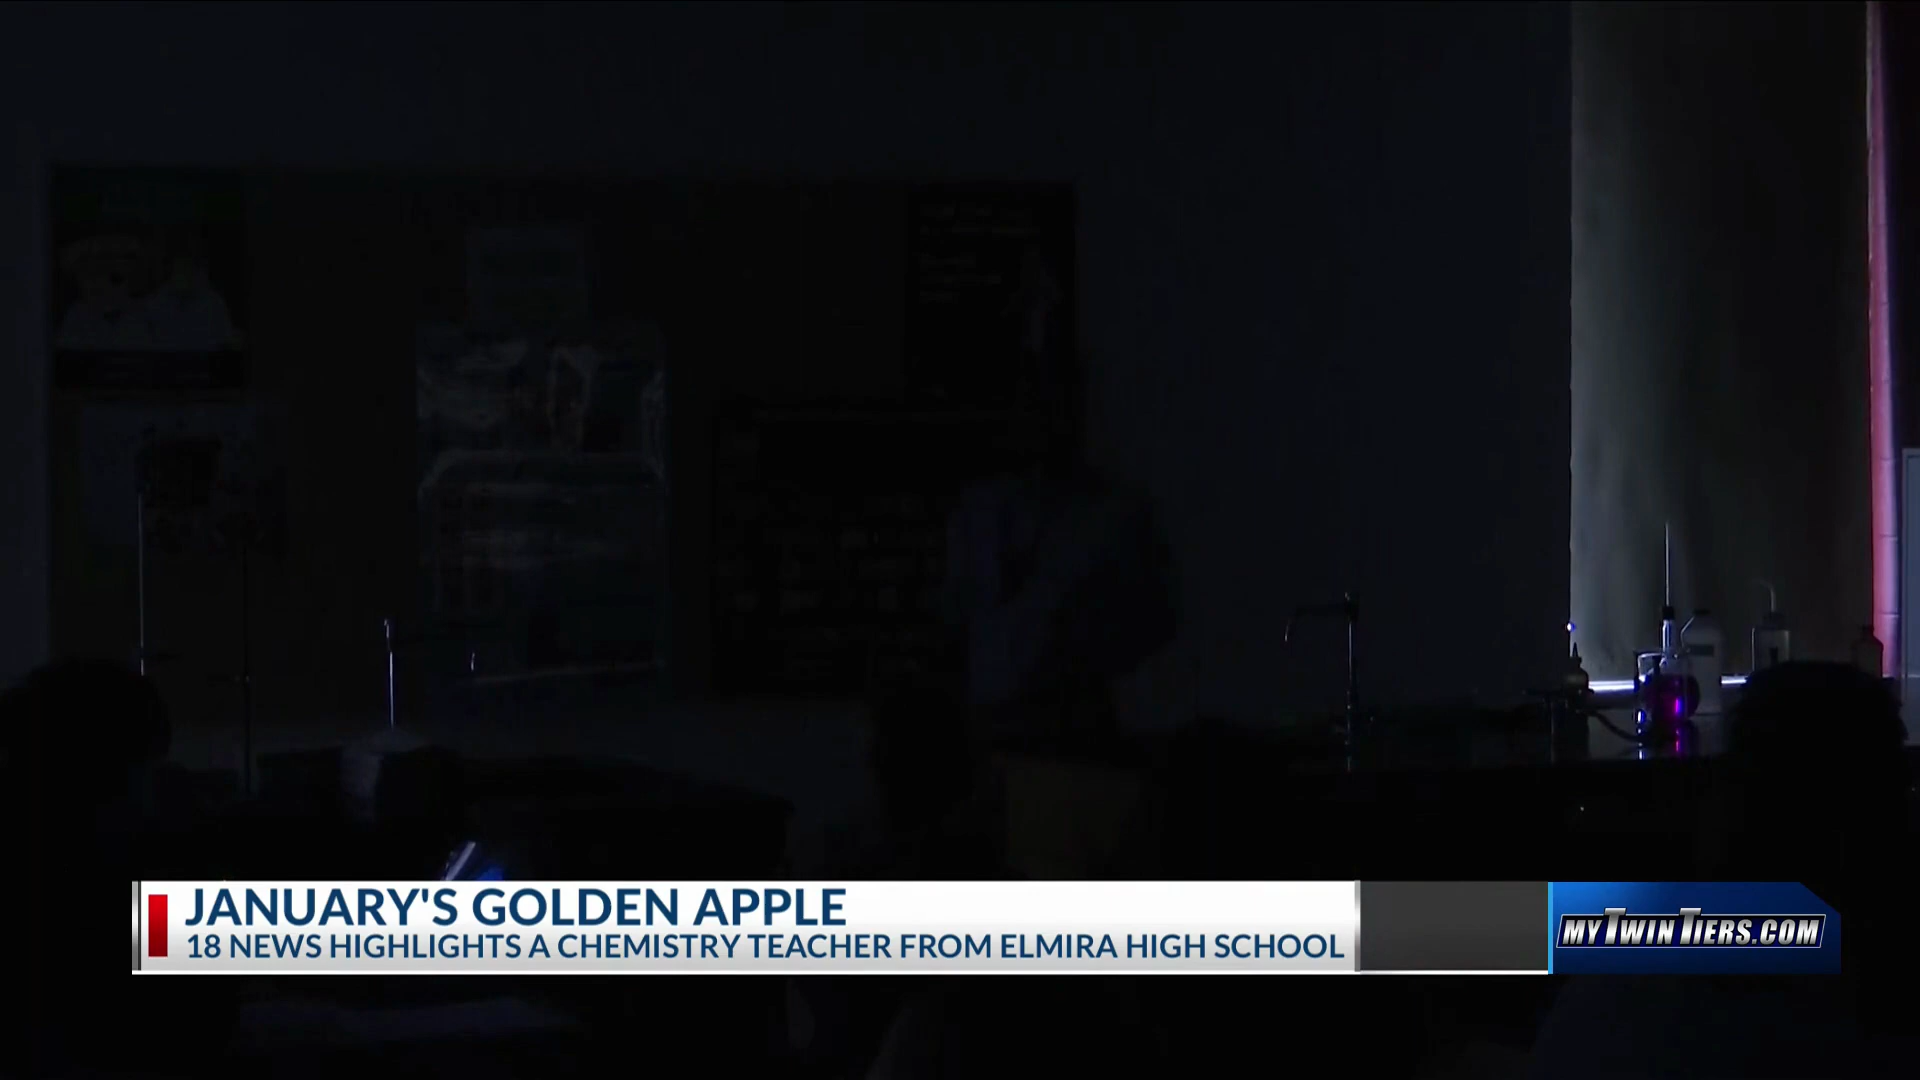 JANUARY'S GOLDEN APPLE
18 NEWS HIGHLIGHTS A CHEMISTRY TEACHER FROM ELMIRA HIGH SCHOOL
MYTWINTIERS.COM